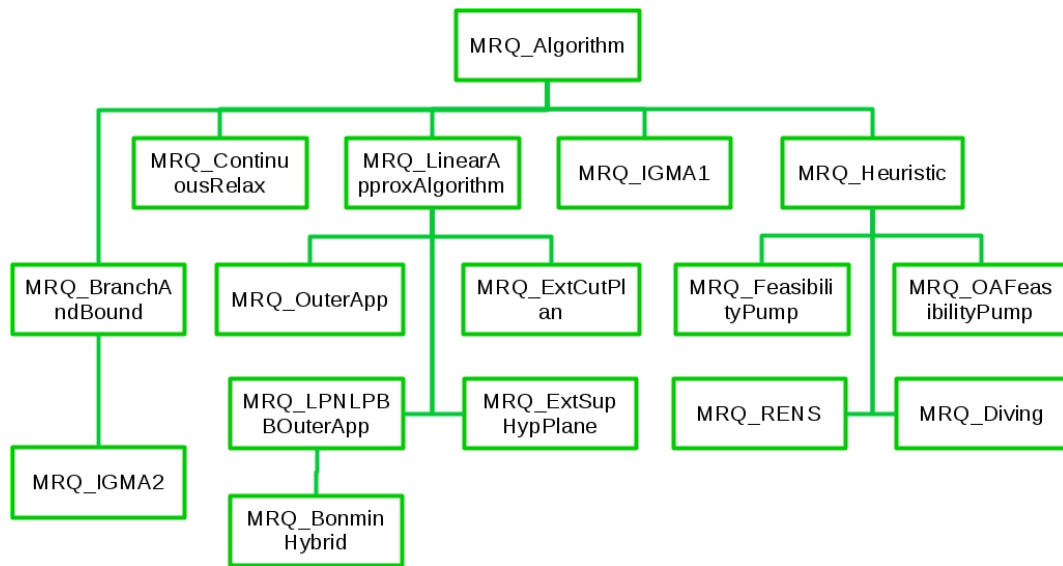 MRQ_Algorithm
MRQ_Continu
ousRelax
MRQ_LinearA
pproxAlgorithm
MRQ_IGMA1
MRQ_Heuristic
MRQ_BranchA
ndBound
MRQ_OuterApp
MRQ_ExtCutPl
an
MRQ_Feasibili
tyPump
MRQ_OAFeas
ibilityPump
MRQ_LPNLPB
BOuterApp
MRQ_ExtSup
HypPlane
MRQ_RENS
MRQ_Diving
MRQ_IGMA2
MRQ_Bonmin
Hybrid